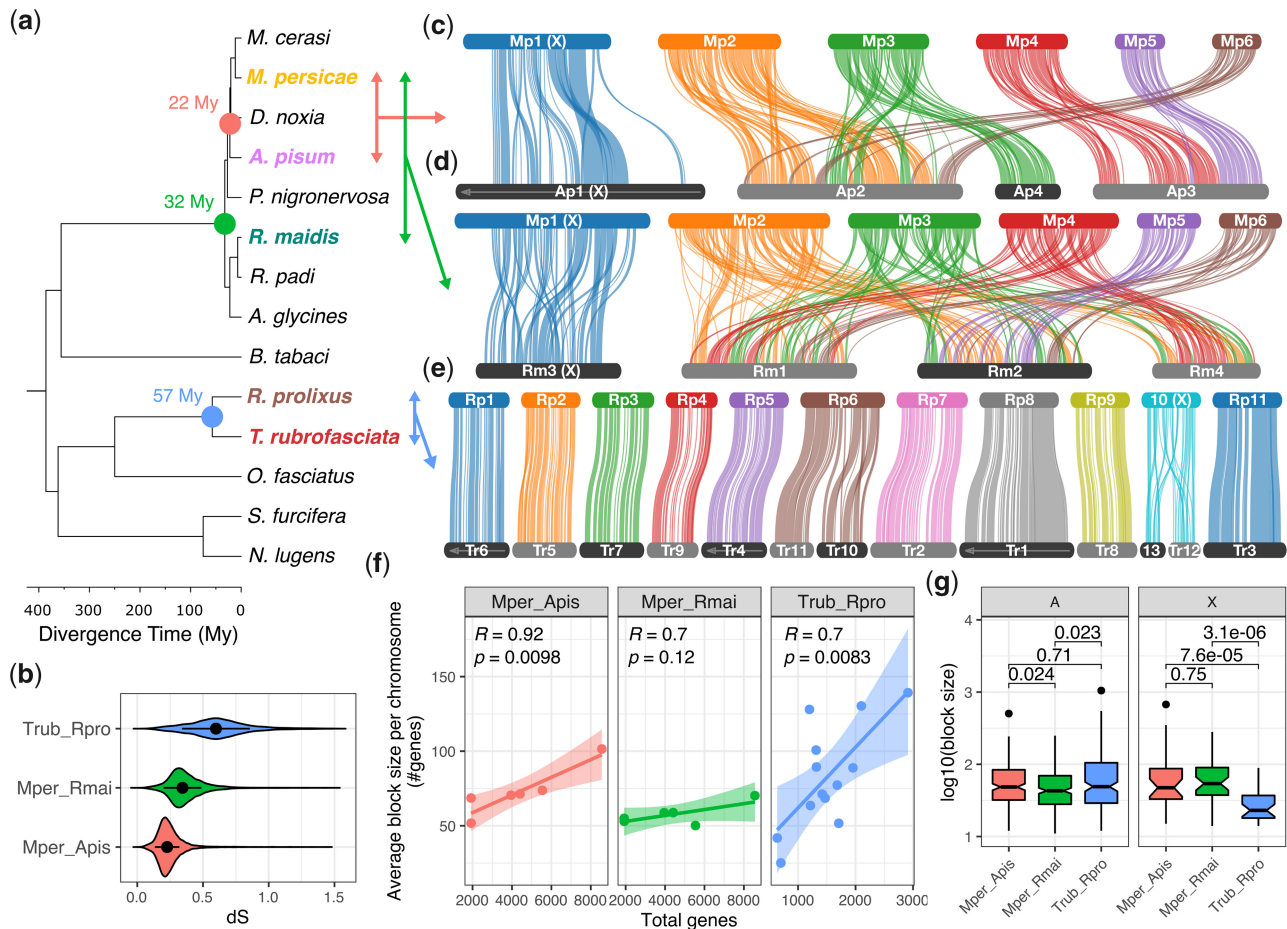 (a)
M. cerasi
M. persicae
D. noxia
A. pisum
P. nigronervosa
R. maidis
R. padi
A. glycines
B. tabaci
R. prolixus
T. rubrofasciata
O. fasciatus
S. furcifera
N. lugens
22 My
32 My
57 My
400 300 200 100 0
Divergence Time (My)
(b)
Trub_Rpro
Mper_Rmai
Mper_Apis
0.0 0.5 1.0 1.5
dS
(c)
Mp1 (X) Mp2 Mp3 Mp4 Mp5 Mp6
Ap1 (X) Ap2 Ap4 Ap3
(d)
Mp1 (X) Mp2 Mp3 Mp4 Mp5 Mp6
Rm3 (X) Rm1 Rm2 Rm4
(e)
Rp1 Rp2 Rp3 Rp4 Rp5 Rp6 Rp7 Rp8 Rp9 10 (X) Rp11
Tr6 Tr5 Tr7 Tr9 Tr4 Tr11 Tr10 Tr2 Tr1 Tr8 13 Tr12 Tr3
(f)
Mper_Apis Mper_Rmai Trub_Rpro
R = 0.92 R = 0.7 R = 0.7
p = 0.0098 p = 0.12 p = 0.0083
Average block size per chromosome
(#genes)
150
100
50
2000 4000 6000 8000 2000 4000 6000 8000 1000 2000 3000
Total genes
(g)
A X
0.023 3.1e-06
0.71 7.6e-05
0.024 0.75
log10(block size)
4
3
2
1
Mper_Apis Mper_Rmai Trub_Rpro Mper_Apis Mper_Rmai Trub_Rpro